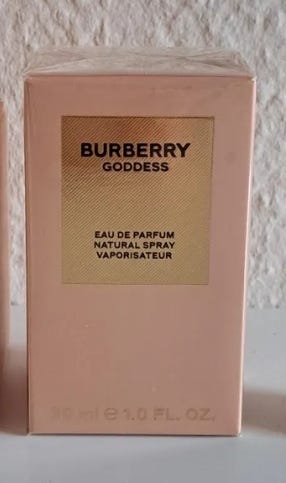 BURBERRY
GODDESS
EAU DE PARFUM
NATURAL SPRAY
VAPORISATEUR
30 ml e 1.0 FL. OZ.